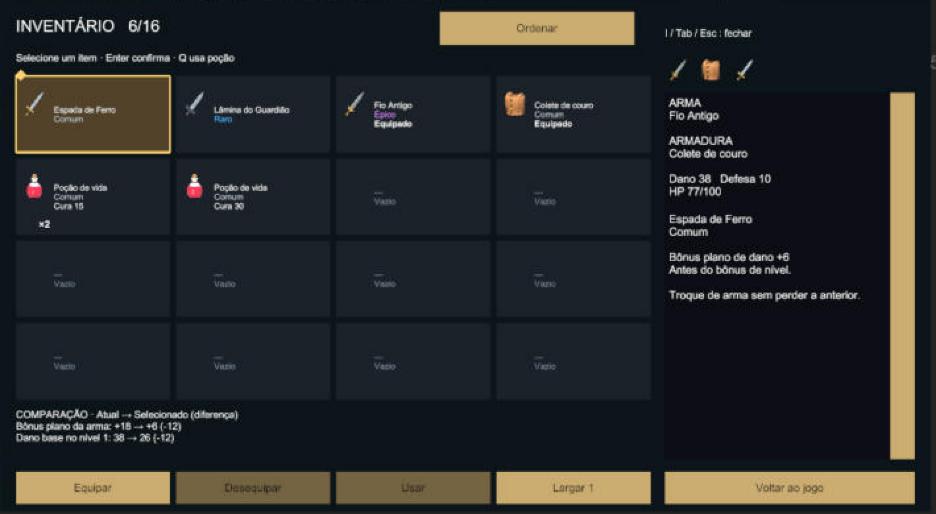 INVENTÁRIO 6/16
Ordenar
I / Tab / Esc : fechar
Selecione um item · Enter confirma · Q usa poção
Espada de Ferro
Comum
Lâmina do Guardião
Raro
Fio Antigo
Épico
Equipado
Colete de couro
Comum
Equipado
Poção de vida
Comum
Cura 15
×2
Poção de vida
Comum
Cura 30
—
Vazio
—
Vazio
—
Vazio
—
Vazio
—
Vazio
—
Vazio
—
Vazio
—
Vazio
—
Vazio
—
Vazio
ARMA
Fio Antigo
ARMADURA
Colete de couro
Dano 38 Defesa 10
HP 77/100
Espada de Ferro
Comum
Bônus plano de dano +6
Antes do bônus de nível.
Troque de arma sem perder a anterior.
COMPARAÇÃO · Atual → Selecionado (diferença)
Bônus plano da arma: +18 → +6 (-12)
Dano base no nível 1: 38 → 26 (-12)
Equipar
Desequipar
Usar
Largar 1
Voltar ao jogo